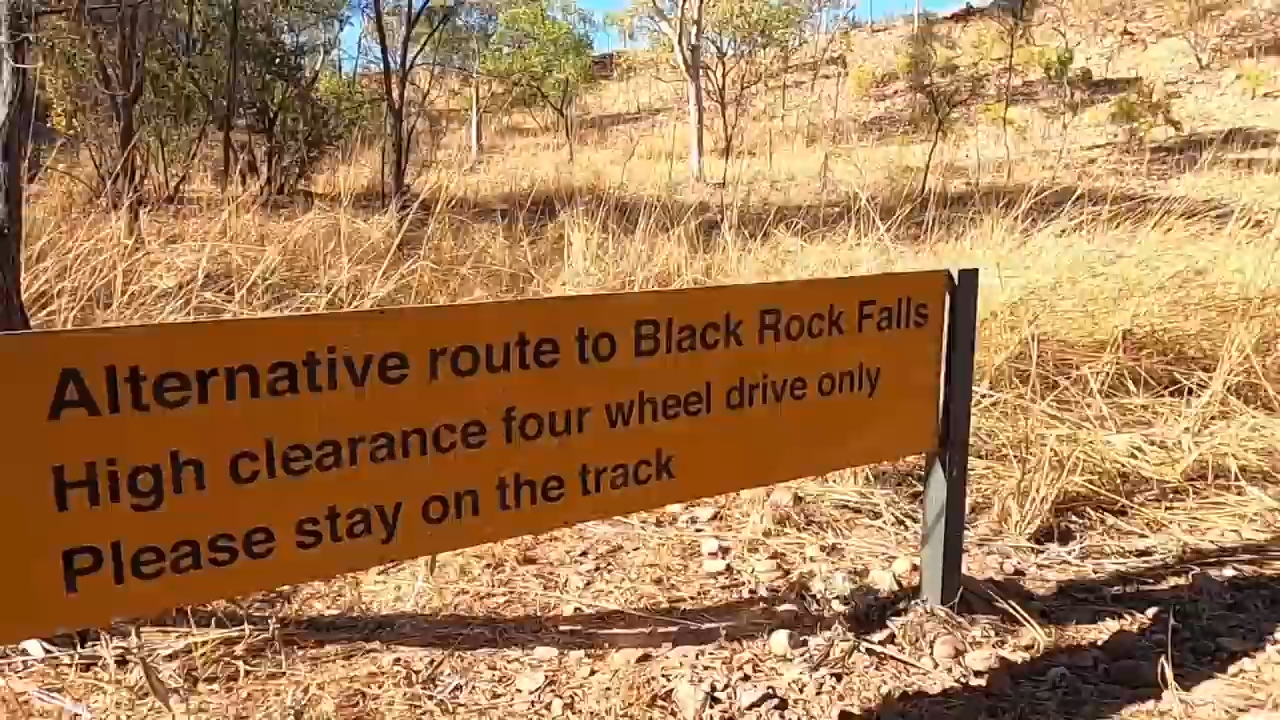 Alternative route to Black Rock Falls
High clearance four wheel drive only
Please stay on the track